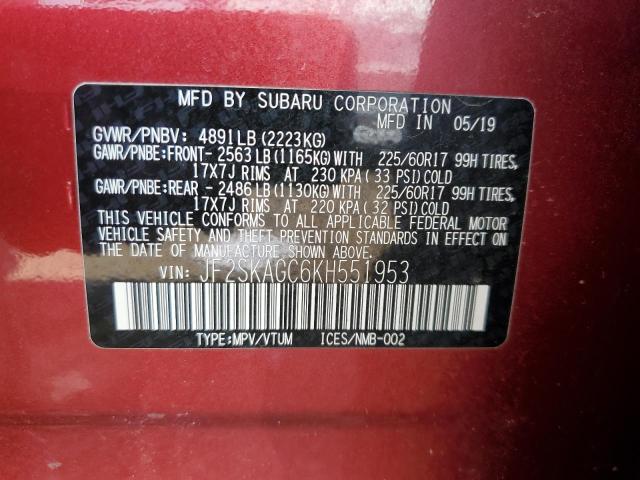 MFD BY SUBARU CORPORATION
MFD IN 05/19
GVWR/PNBV: 4891LB (2223KG)
GAWR/PNBE:FRONT- 2563LB (1165KG)WITH 225/60R17 99H TIRES,
17X7J RIMS AT 230 KPA (33 PSI) COLD
GAWR/PNBE:REAR - 2486LB (1130KG)WITH 225/60R17 99H TIRES,
17X7J RIMS AT 220 KPA (32 PSI) COLD
THIS VEHICLE CONFORMS TO ALL APPLICABLE FEDERAL MOTOR
VEHICLE SAFETY AND THEFT PREVENTION STANDARDS IN EFFECT ON
THE DATE OF MANUFACTURE SHOWN ABOVE.
VIN: JF2SKAGC6KH551953
TYPE:MPV/VTUM ICES/NMB-002